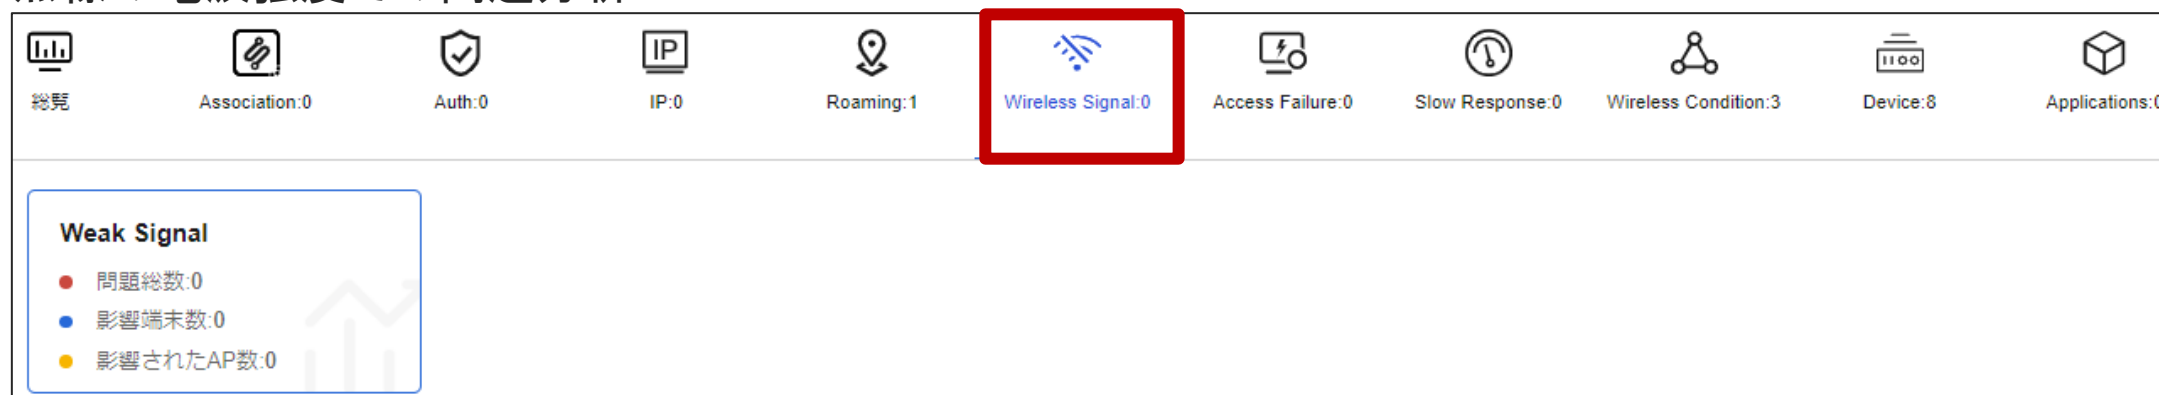 総覧
Association:0
Auth:0
IP
IP:0
Roaming:1
Wireless Signal:0
Access Failure:0
Slow Response:0
Wireless Condition:3
Device:8
Applications:0
Weak Signal
問題総数:0
影響端末数:0
影響されたAP数:0